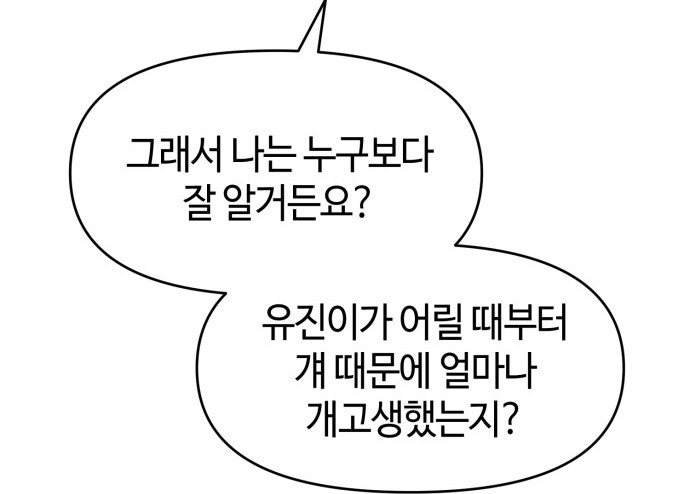 그래서 나는 누구보다
잘 알거든요?
유진이가 어릴 때부터
걔 때문에 얼마나
개고생했는지?